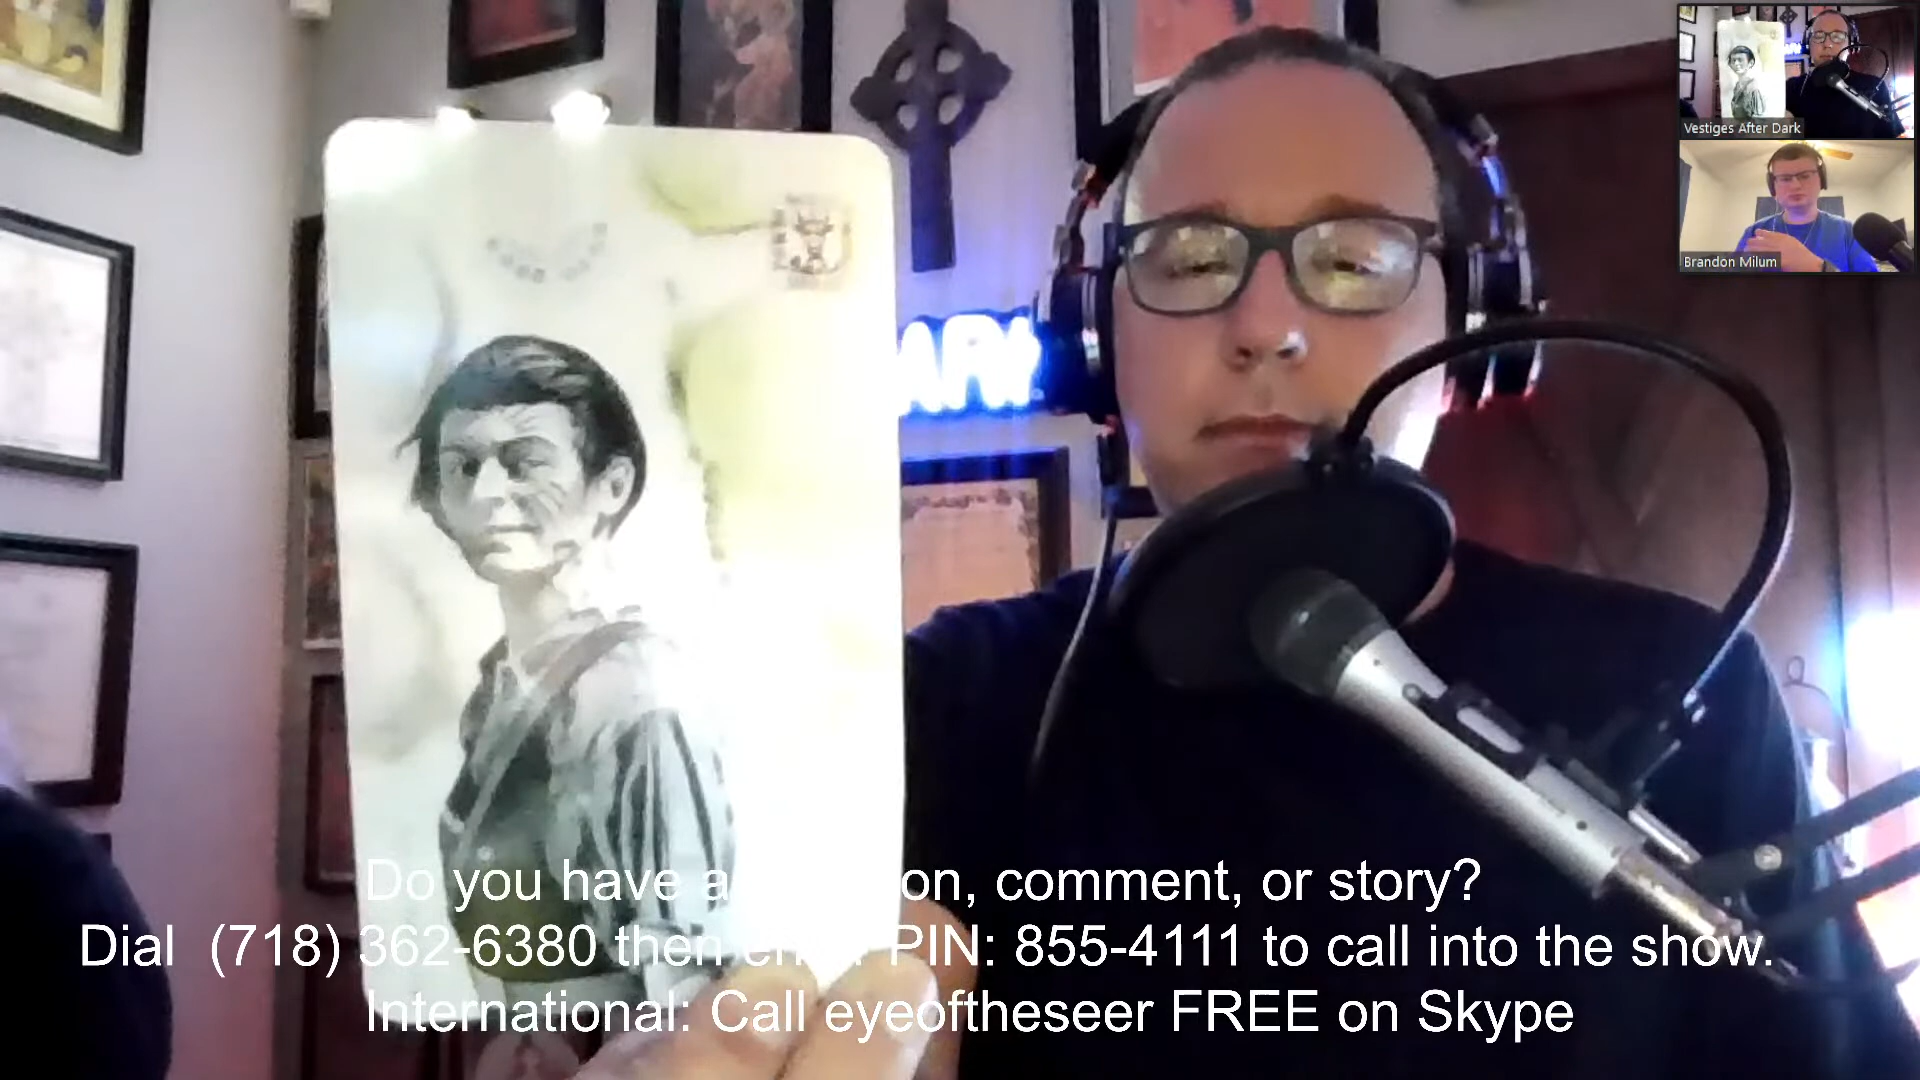 Vestiges After Dark
Brandon Milum
Do you have a on, comment, or story?
Dial (718) 362-6380 then PIN: 855-4111 to call into the show.
International: Call eyeoftheseer FREE on Skype